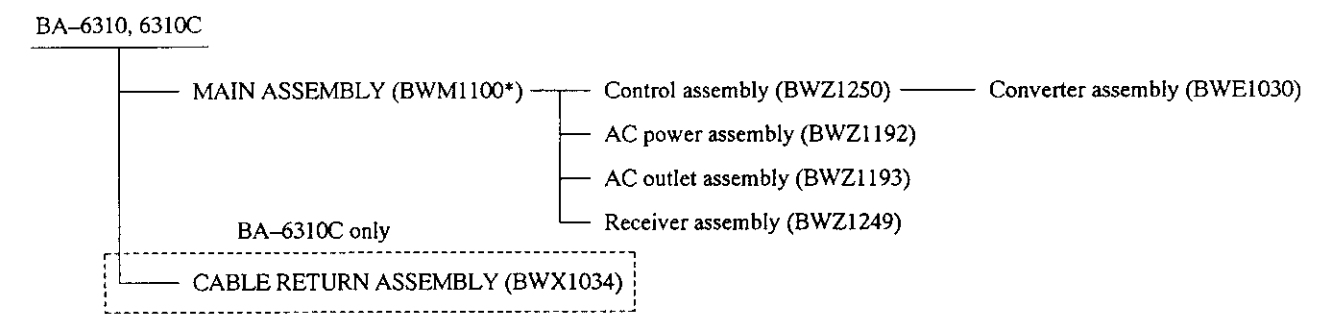 BA–6310, 6310C
MAIN ASSEMBLY (BWM1100*)
Control assembly (BWZ1250)
Converter assembly (BWE1030)
AC power assembly (BWZ1192)
AC outlet assembly (BWZ1193)
Receiver assembly (BWZ1249)
BA–6310C only
CABLE RETURN ASSEMBLY (BWX1034)